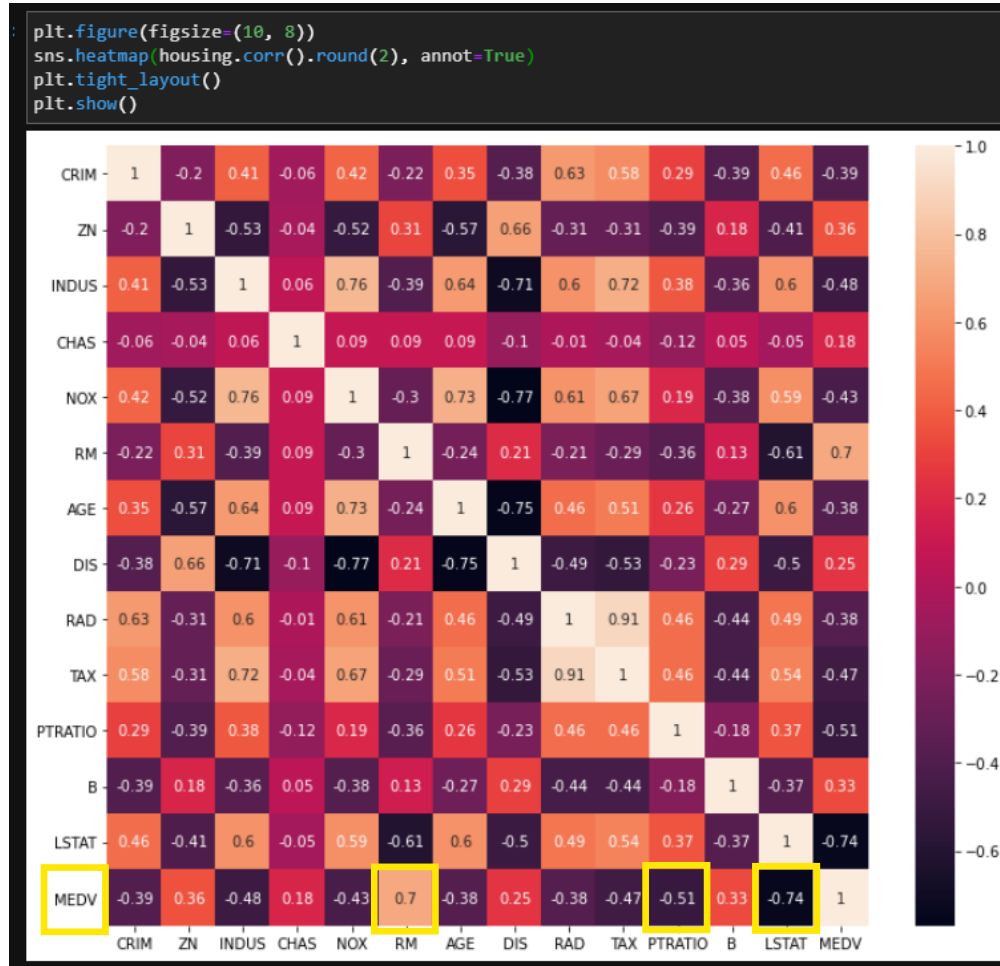 plt.figure(figsize=(10, 8))
sns.heatmap(housing.corr().round(2), annot=True)
plt.tight_layout()
plt.show()
CRIM 1 -0.2 0.41 -0.06 0.42 -0.22 0.35 -0.38 0.63 0.58 0.29 -0.39 0.46 -0.39
ZN -0.2 1 -0.53 -0.04 -0.52 0.31 -0.57 0.66 -0.31 -0.31 -0.39 0.18 -0.41 0.36
INDUS 0.41 -0.53 1 0.06 0.76 -0.39 0.64 -0.71 0.6 0.72 0.38 -0.36 0.6 -0.48
CHAS -0.06 -0.04 0.06 1 0.09 0.09 0.09 -0.1 -0.01 -0.04 -0.12 0.05 -0.05 0.18
NOX 0.42 -0.52 0.76 0.09 1 -0.3 0.73 -0.77 0.61 0.67 0.19 -0.38 0.59 -0.43
RM -0.22 0.31 -0.39 0.09 -0.3 1 -0.24 0.21 -0.21 -0.29 -0.36 0.13 -0.61 0.7
AGE 0.35 -0.57 0.64 0.09 0.73 -0.24 1 -0.75 0.46 0.51 0.26 -0.27 0.6 -0.38
DIS -0.38 0.66 -0.71 -0.1 -0.77 0.21 -0.75 1 -0.49 -0.53 -0.23 0.29 -0.5 0.25
RAD 0.63 -0.31 0.6 -0.01 0.61 -0.21 0.46 -0.49 1 0.91 0.46 -0.44 0.49 -0.38
TAX 0.58 -0.31 0.72 -0.04 0.67 -0.29 0.51 -0.53 0.91 1 0.46 -0.44 0.54 -0.47
PTRATIO 0.29 -0.39 0.38 -0.12 0.19 -0.36 0.26 -0.23 0.46 0.46 1 -0.18 0.37 -0.51
B -0.39 0.18 -0.36 0.05 -0.38 0.13 -0.27 0.29 -0.44 -0.44 -0.18 1 -0.37 0.33
LSTAT 0.46 -0.41 0.6 -0.05 0.59 -0.61 0.6 -0.5 0.49 0.54 0.37 -0.37 1 -0.74
MEDV -0.39 0.36 -0.48 0.18 -0.43 0.7 -0.38 0.25 -0.38 -0.47 -0.51 0.33 -0.74 1
CRIM ZN INDUS CHAS NOX RM AGE DIS RAD TAX PTRATIO B LSTAT MEDV
1.0
0.8
0.6
0.4
0.2
0.0
-0.2
-0.4
-0.6